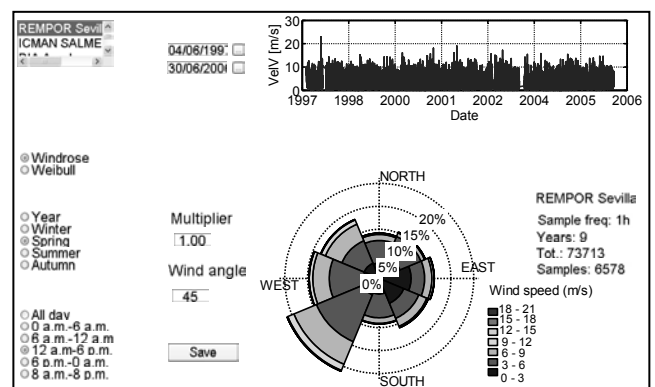 REMPOR Sevill
ICMAN SALME
04/06/199
30/06/200
VelV [m/s]
30
20
10
0
1997 1998 2000 2001 2002 2004 2005 2006
Date
Windrose
Weibull
Year
Winter
Spring
Summer
Autumn
Multiplier
1.00
Wind angle
45
All day
0 a.m.-6 a.m.
6 a.m.-12 a.m
12 a.m-6 p.m.
6 p.m.-0 a.m.
8 a.m.-8 p.m.
Save
NORTH
20%
15%
10%
5%
0%
WEST
EAST
SOUTH
REMPOR Sevilla
Sample freq: 1h
Years: 9
Tot.: 73713
Samples: 6578
Wind speed (m/s)
18 - 21
15 - 18
12 - 15
9 - 12
6 - 9
3 - 6
0 - 3